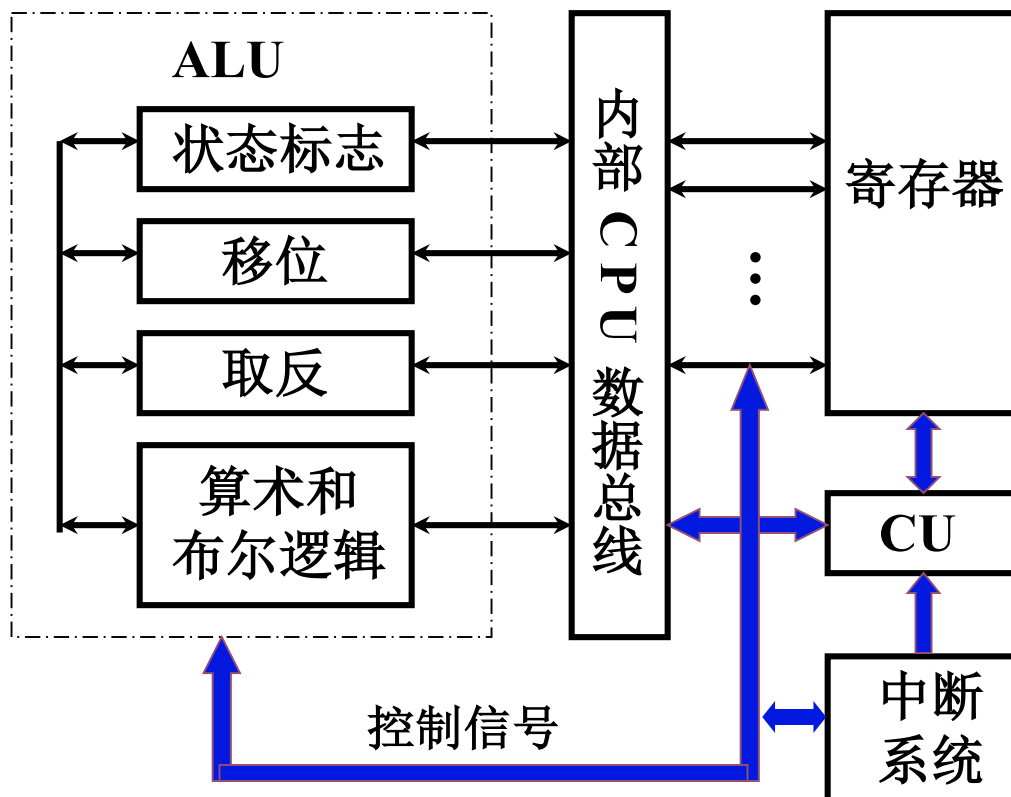 ALU
状态标志
移位
取反
算术和
布尔逻辑
内部CPU数据总线
寄存器
…
CU
中断
系统
控制信号